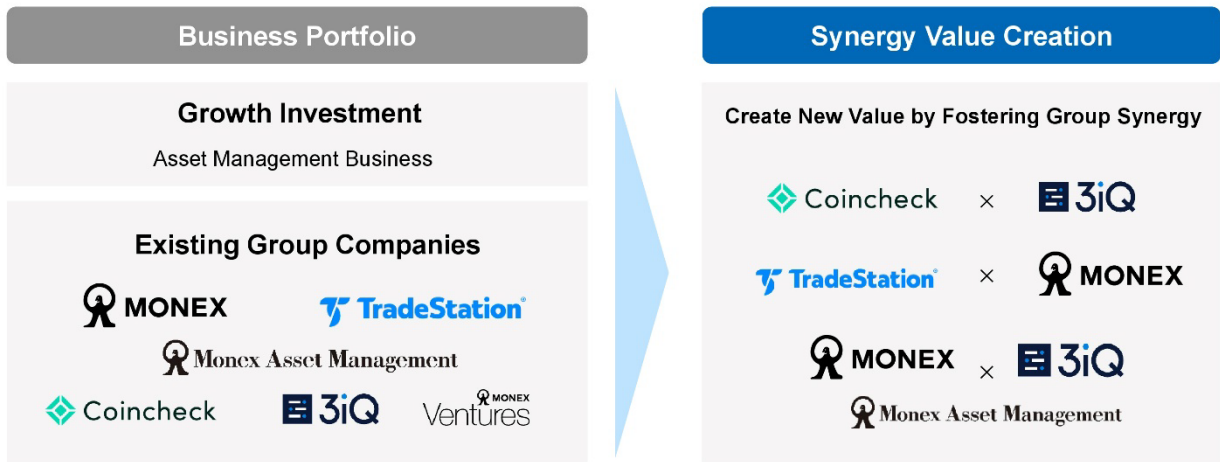 Business Portfolio
Growth Investment
Asset Management Business
Existing Group Companies
MONEX
TradeStation®
Monex Asset Management
Coincheck
3iQ
MONEX
Ventures
Synergy Value Creation
Create New Value by Fostering Group Synergy
Coincheck × 3iQ
TradeStation® × MONEX
MONEX × 3iQ
Monex Asset Management